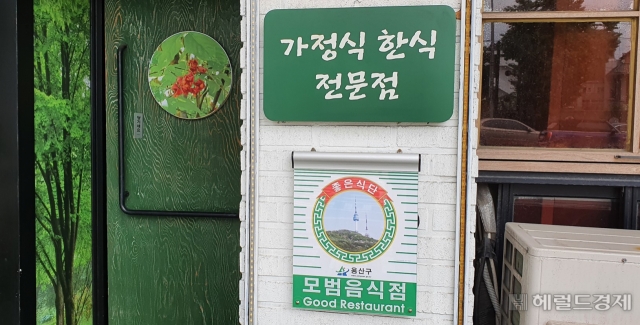 가정식 한식
전문점
좋은식단
용산구
모범음식점
Good Restaurant
헤럴드경제